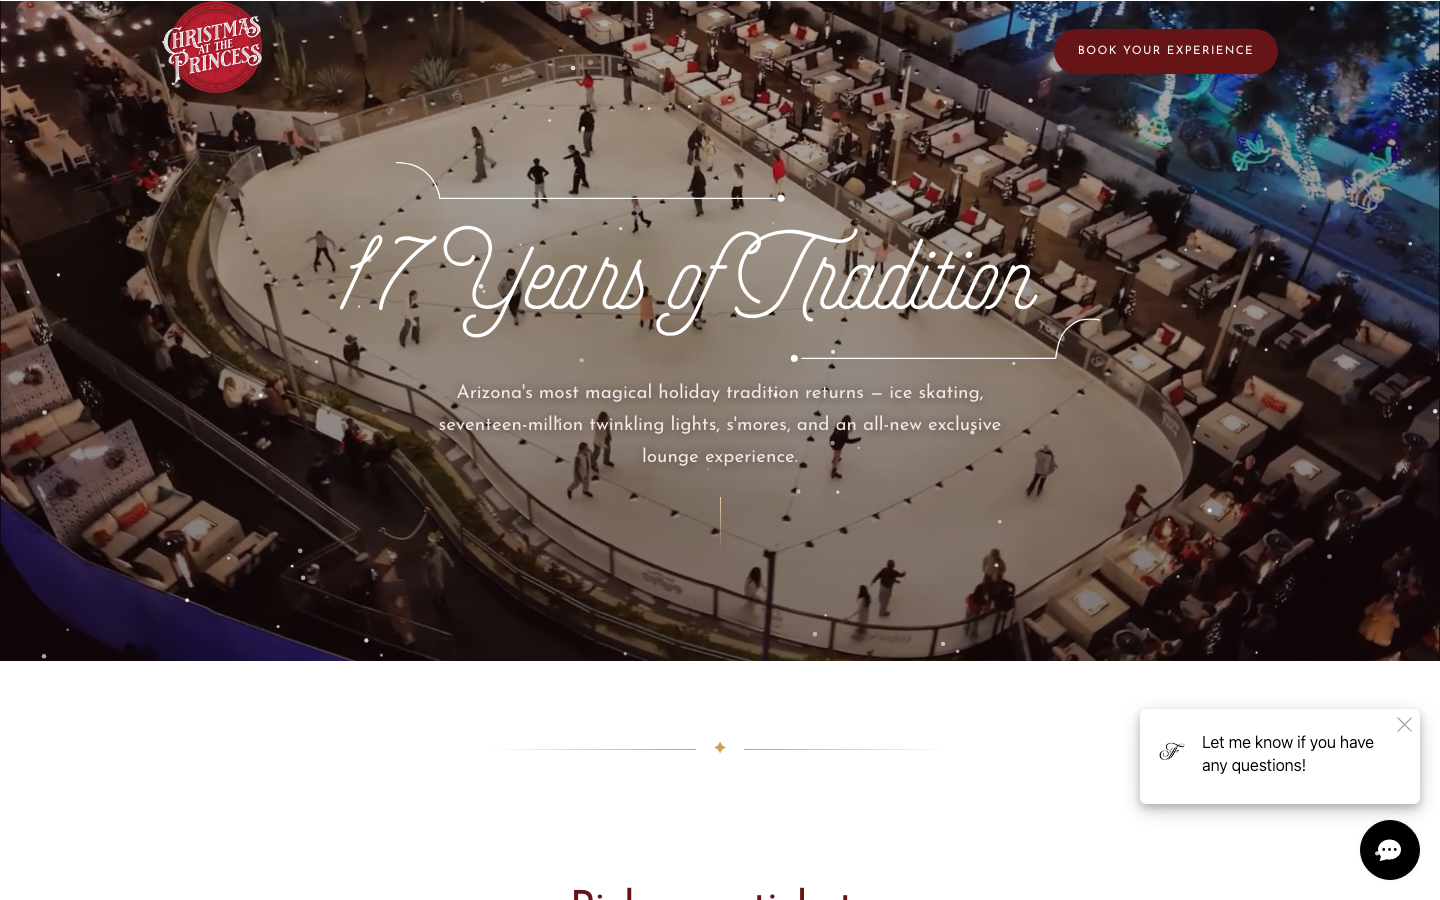 CHRISTMAS
AT THE
PRINCESS
BOOK YOUR EXPERIENCE
17 Years of Tradition
Arizona's most magical holiday tradition returns — ice skating,
seventeen-million twinkling lights, s'mores, and an all-new exclusive
lounge experience.
Let me know if you have
any questions!